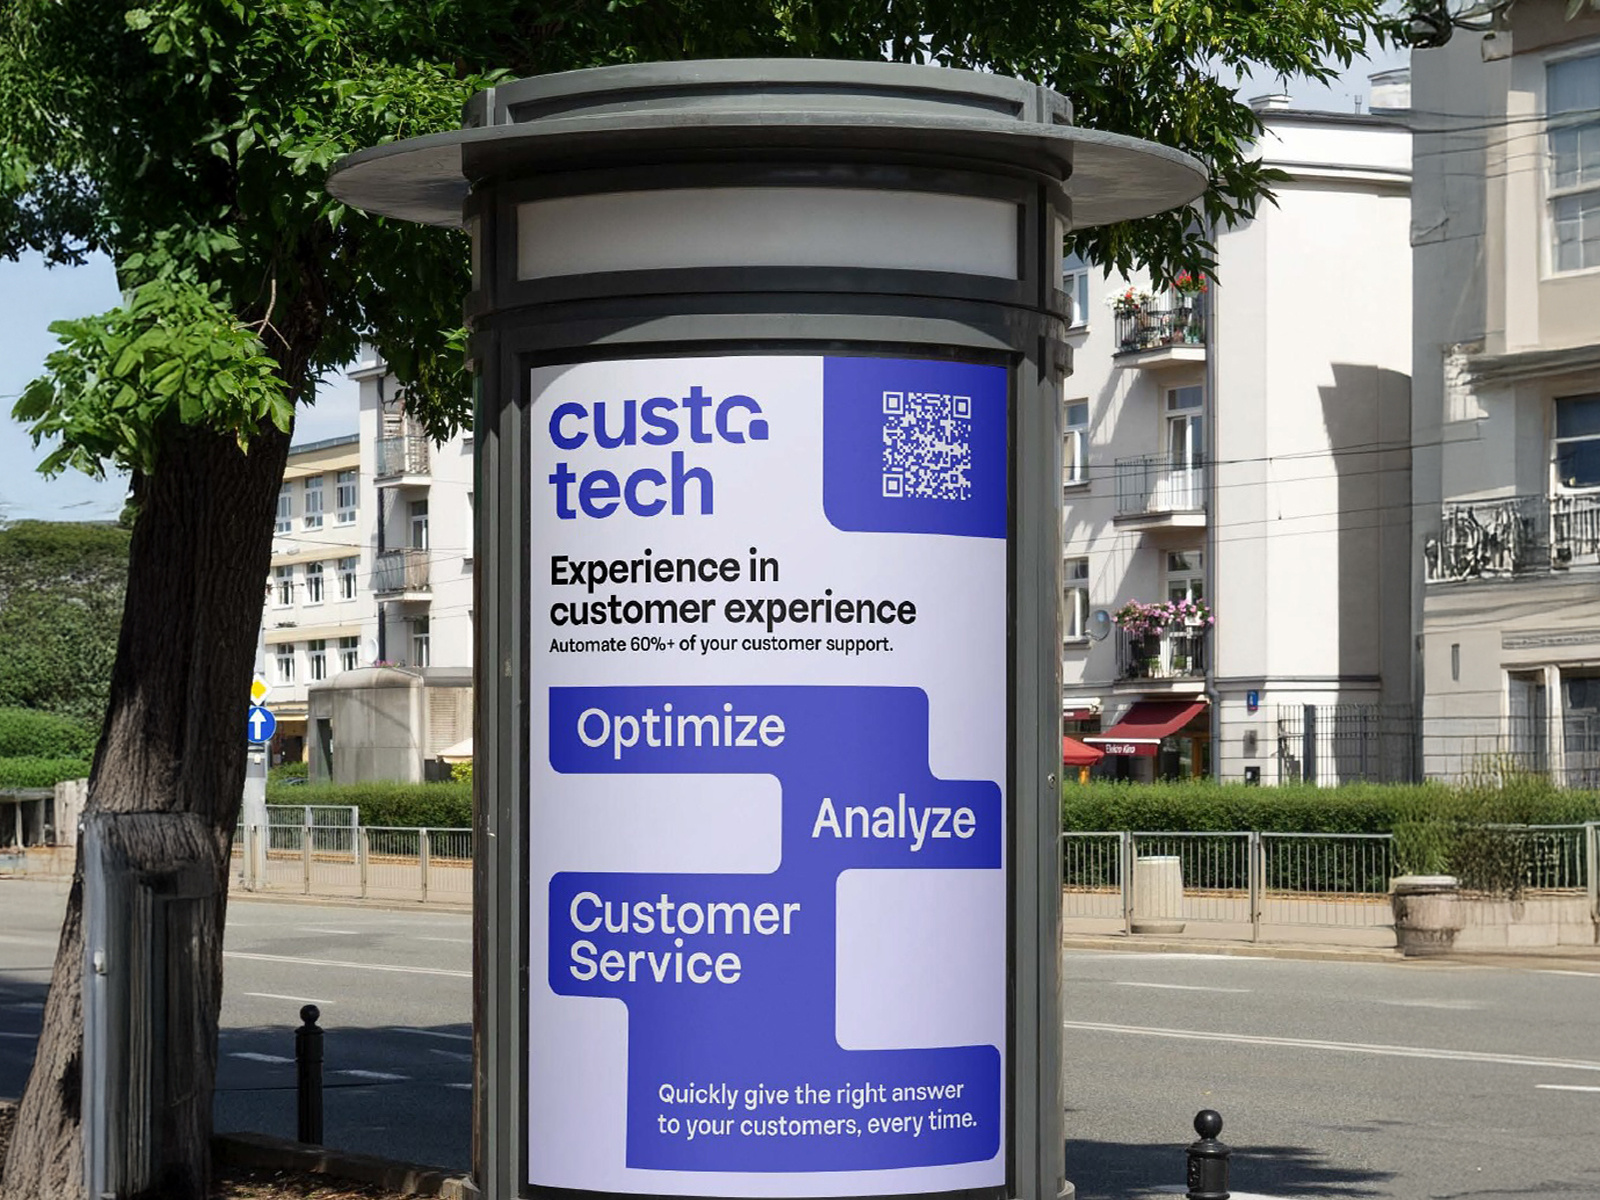 custo
tech
Experience in
customer experience
Automate 60%+ of your customer support.
Optimize
Analyze
Customer
Service
Quickly give the right answer
to your customers, every time.